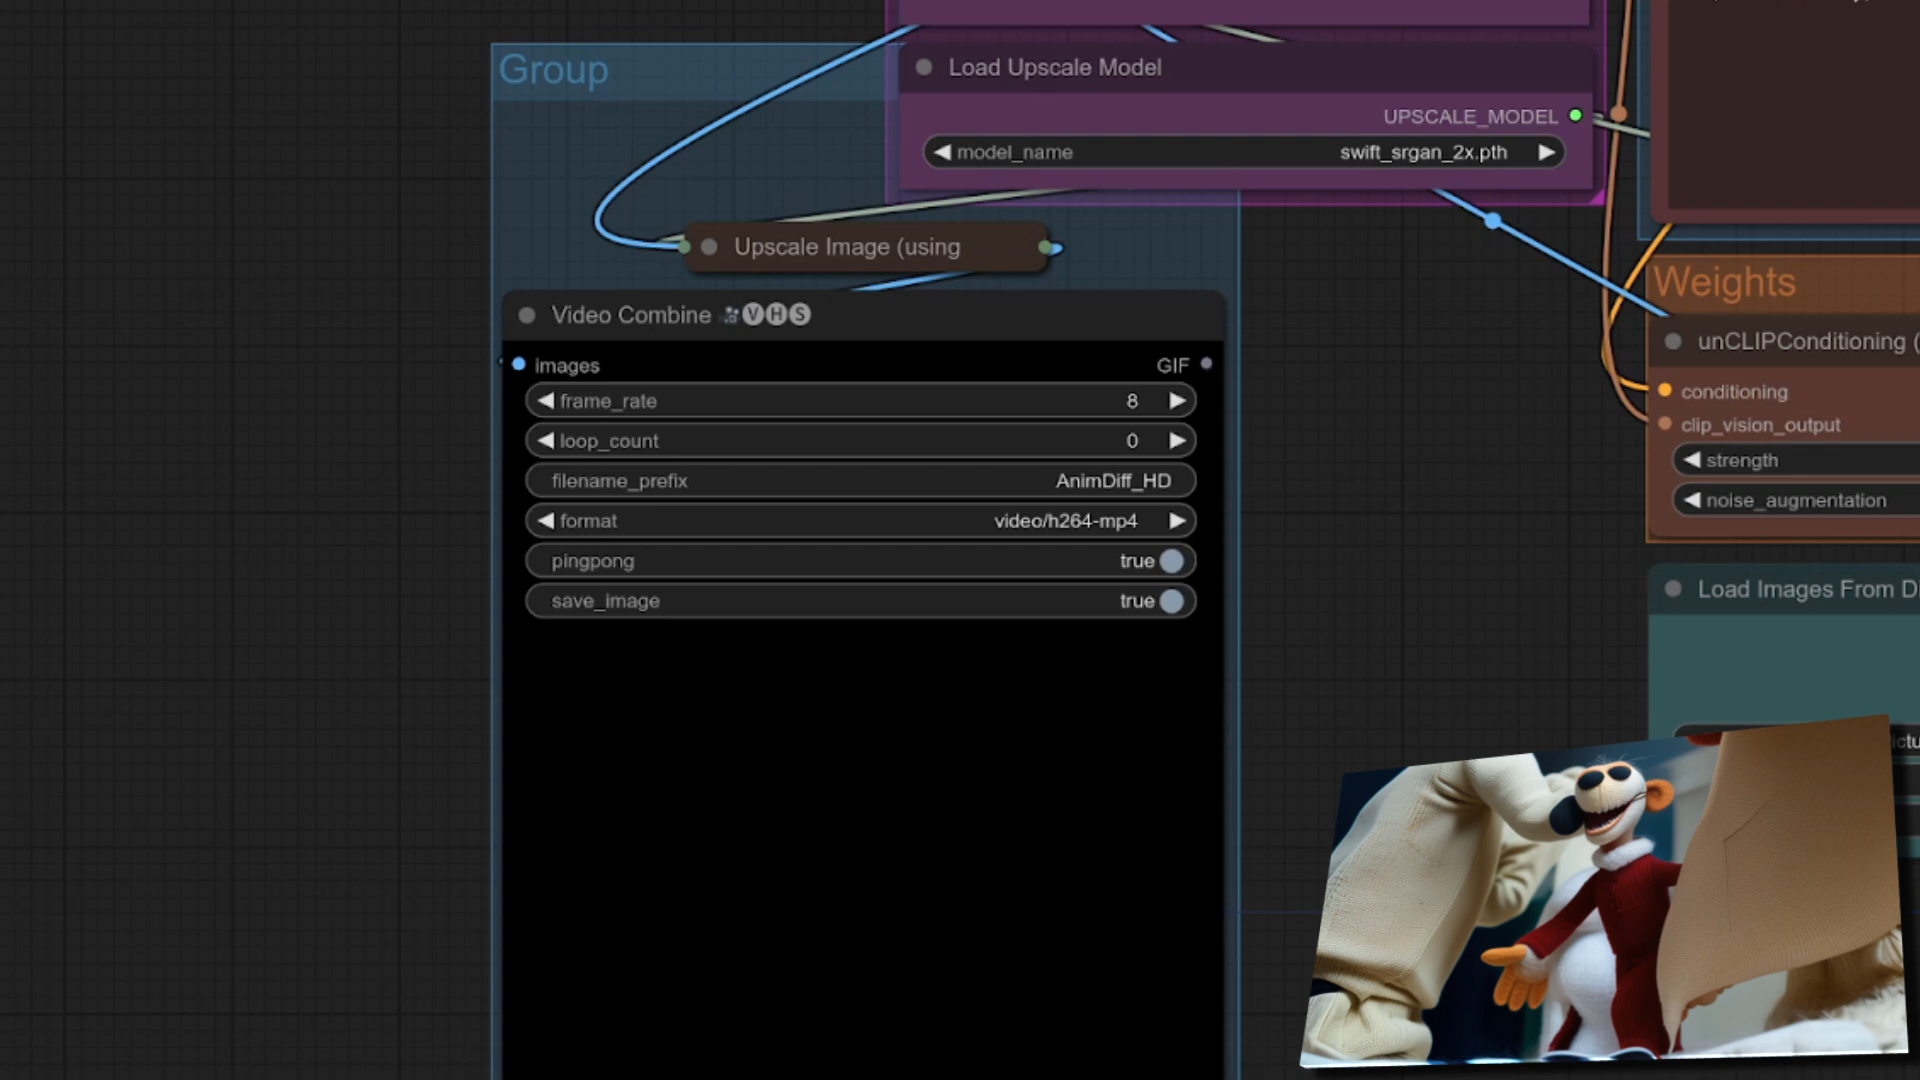 Group
Load Upscale Model
UPSCALE_MODEL
model_name swift_srgan_2x.pth
Upscale Image (using
Video Combine VHS
images GIF
frame_rate 8
loop_count 0
filename_prefix AnimDiff_HD
format video/h264-mp4
pingpong true
save_image true
Weights
unCLIPConditioning (
conditioning
clip_vision_output
strength
noise_augmentation
Load Images From D